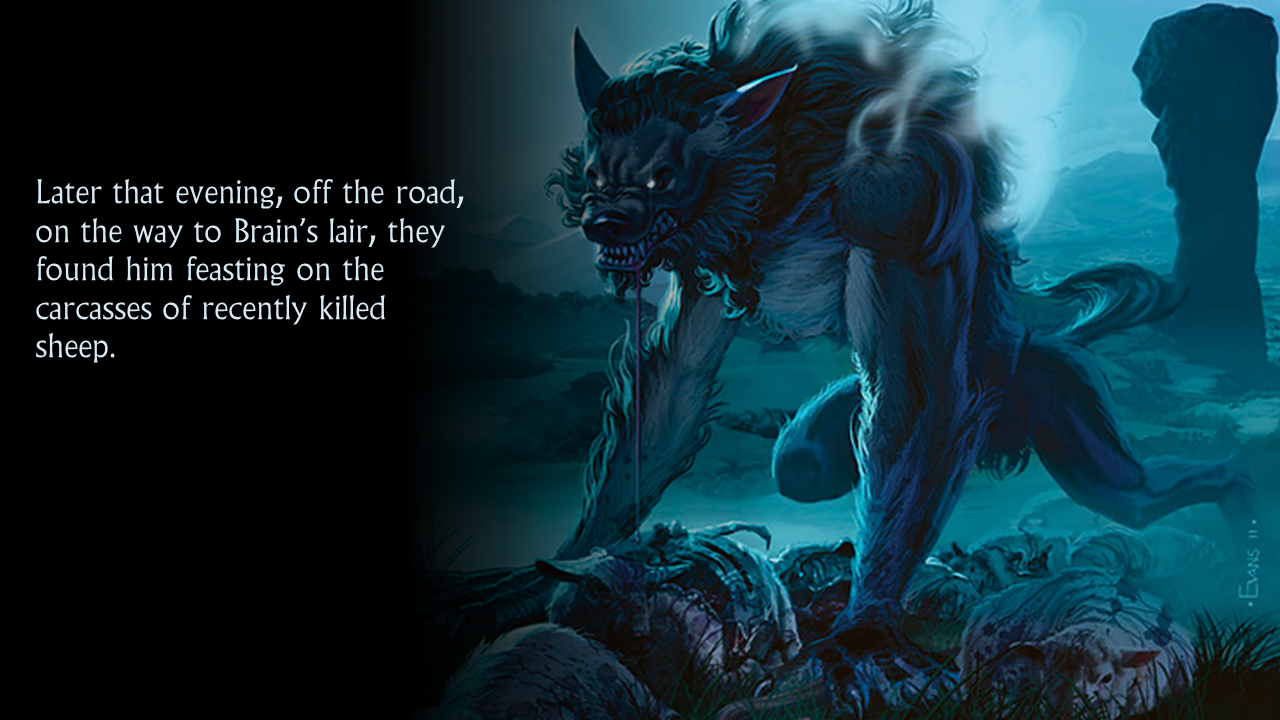 Later that evening, off the road,
on the way to Brain's lair, they
found him feasting on the
carcasses of recently killed
sheep.
• EVANS 11 •